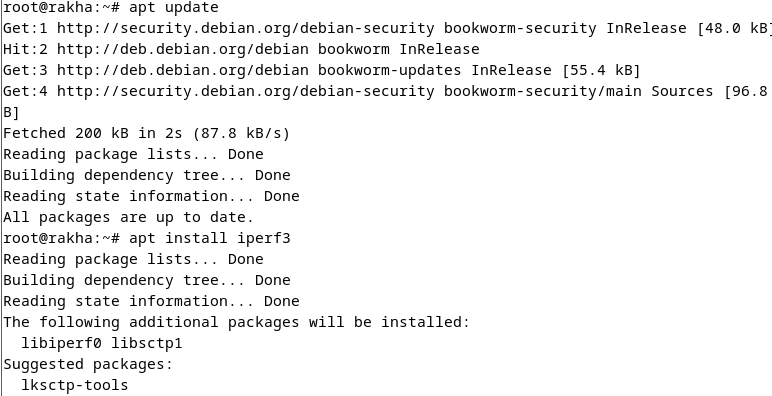 root@rakha:~# apt update
Get:1 http://security.debian.org/debian-security bookworm-security InRelease [48.0 kB]
Hit:2 http://deb.debian.org/debian bookworm InRelease
Get:3 http://deb.debian.org/debian bookworm-updates InRelease [55.4 kB]
Get:4 http://security.debian.org/debian-security bookworm-security/main Sources [96.8
B]
Fetched 200 kB in 2s (87.8 kB/s)
Reading package lists... Done
Building dependency tree... Done
Reading state information... Done
All packages are up to date.
root@rakha:~# apt install iperf3
Reading package lists... Done
Building dependency tree... Done
Reading state information... Done
The following additional packages will be installed:
  libiperf0 libsctp1
Suggested packages:
  lksctp-tools